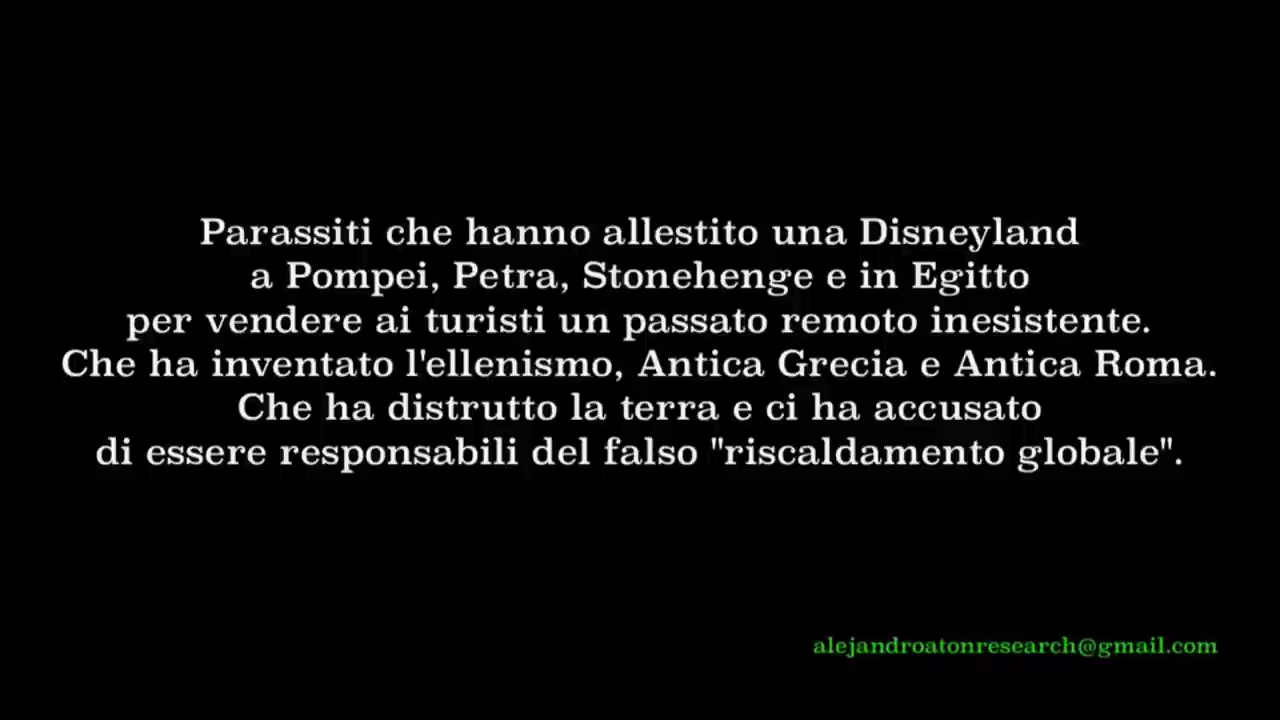 Parassiti che hanno allestito una Disneyland
a Pompei, Petra, Stonehenge e in Egitto
per vendere ai turisti un passato remoto inesistente.
Che ha inventato l'ellenismo, Antica Grecia e Antica Roma.
Che ha distrutto la terra e ci ha accusato
di essere responsabili del falso "riscaldamento globale".
alejandroatonresearch@gmail.com